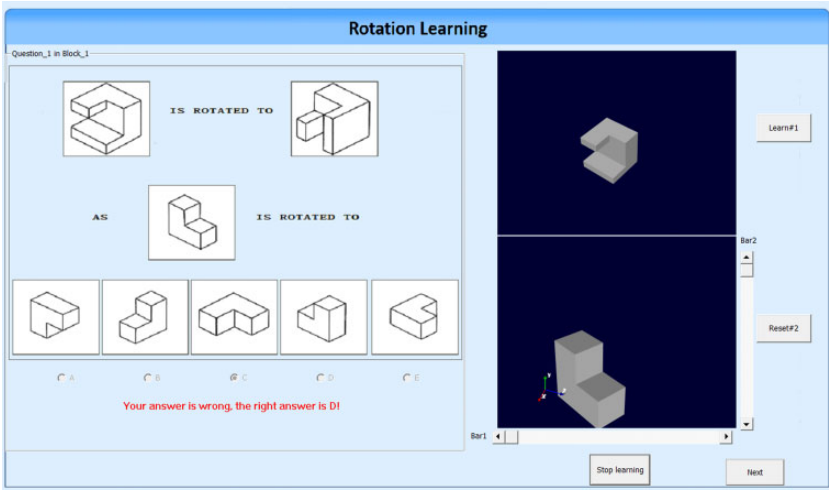 Rotation Learning
Question_1 in Block_1
IS ROTATED TO
AS
IS ROTATED TO
A
B
C
D
E
Your answer is wrong, the right answer is D!
Learn#1
Bar2
Y
X
Reset#2
Bar1
Stop learning
Next